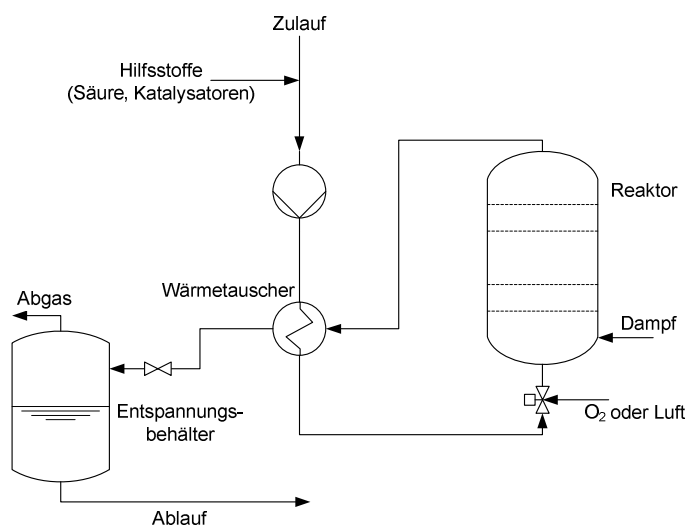 Zulauf
Hilfsstoffe
(Säure, Katalysatoren)
Reaktor
Wärmetauscher
Abgas
Dampf
O₂ oder Luft
Entspannungs-
behälter
Ablauf